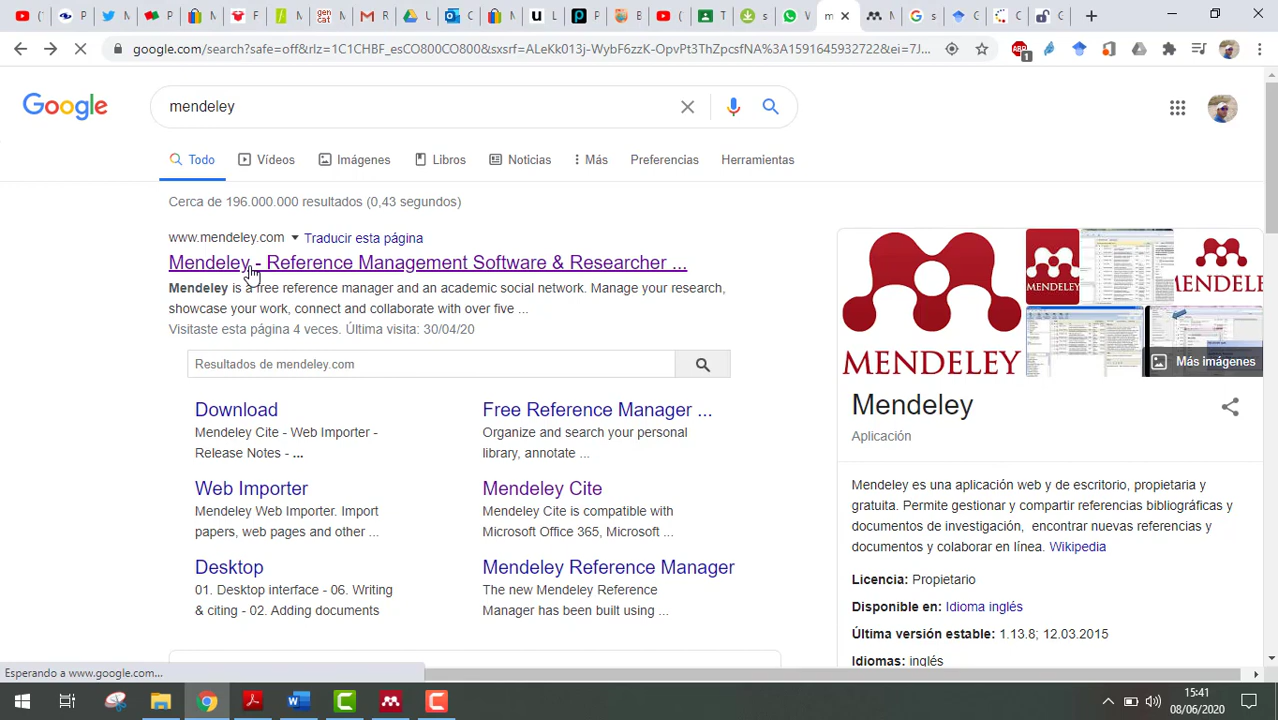 google.com/search?safe=off&rlz=1C1CHBF_esCO800CO800&sxsrf=ALeKk013j-WybF6zzK-OpvPt3ThZpcsfNA%3A1591645932722&ei=7J...
ABP
1
Google
mendeley
Todo
Vídeos
Imágenes
Libros
Noticias
Más
Preferencias
Herramientas
Cerca de 196.000.000 resultados (0,43 segundos)
www.mendeley.com Traducir esta página
Mendeley - Reference Management Software & Researcher ...
Mendeley is a free reference manager and academic social network. Manage your research,
showcase your work, connect and collaborate with over five ...
Visitaste esta página 4 veces. Última visita: 30/04/20
Resultados de mendeley.com
Download
Mendeley Cite - Web Importer -
Release Notes - ...
Free Reference Manager ...
Organize and search your personal
library, annotate ...
Web Importer
Mendeley Web Importer. Import
papers, web pages and other ...
Mendeley Cite
Mendeley Cite is compatible with
Microsoft Office 365, Microsoft ...
Desktop
01. Desktop interface - 06. Writing
& citing - 02. Adding documents
Mendeley Reference Manager
The new Mendeley Reference
Manager has been built using ...
MENDELEY
MENDELEY
MENDELE
Más imágenes
Mendeley
Aplicación
Mendeley es una aplicación web y de escritorio, propietaria y
gratuita. Permite gestionar y compartir referencias bibliográficas y
documentos de investigación, encontrar nuevas referencias y
documentos y colaborar en línea. Wikipedia
Licencia: Propietario
Disponible en: Idioma inglés
Última versión estable: 1.13.8; 12.03.2015
Idiomas: inglés
Esperando a www.google.com...
15:41
08/06/2020